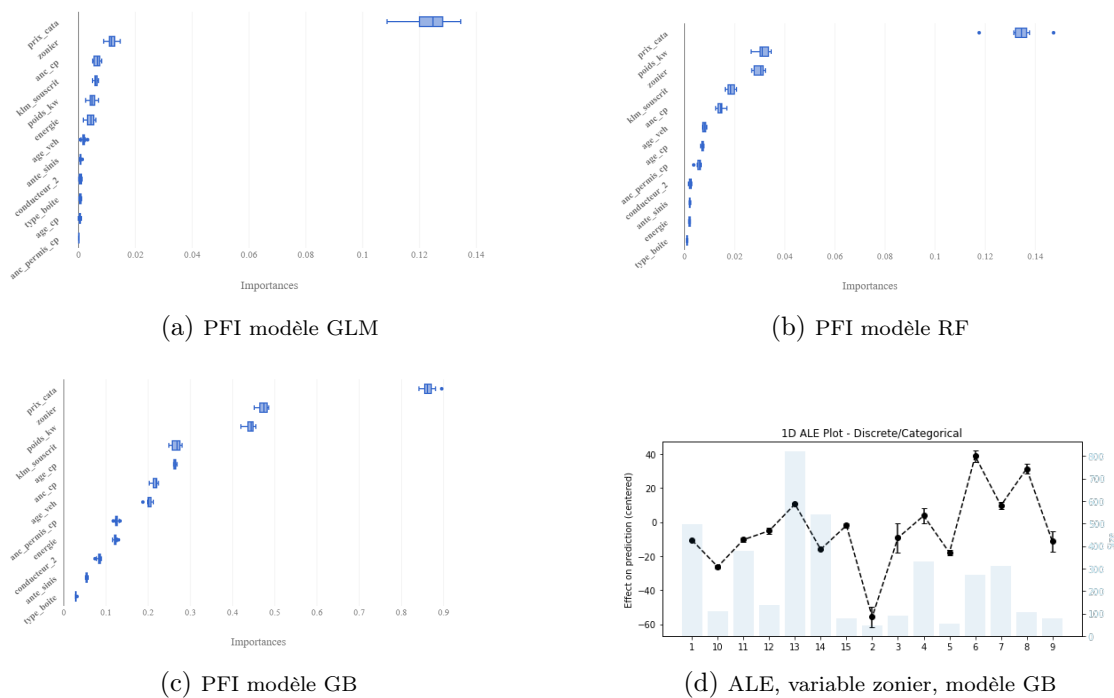 prix_cata
zonier
anc_cp
klm_souscrit
poids_kw
energie
age_veh
ante_sinis
conducteur_2
type_boite
age_cp
anc_permis_cp
0 0.02 0.04 0.06 0.08 0.1 0.12 0.14
Importances
(a) PFI modèle GLM
prix_cata
poids_kw
zonier
klm_souscrit
anc_cp
age_veh
age_cp
anc_permis_cp
conducteur_2
ante_sinis
energie
type_boite
0 0.02 0.04 0.06 0.08 0.1 0.12 0.14
Importances
(b) PFI modèle RF
prix_cata
zonier
poids_kw
klm_souscrit
age_cp
anc_cp
age_veh
anc_permis_cp
energie
conducteur_2
ante_sinis
type_boite
0 0.1 0.2 0.3 0.4 0.5 0.6 0.7 0.8 0.9
Importances
(c) PFI modèle GB
1D ALE Plot - Discrete/Categorical
Effect on prediction (centered)
40
20
0
−20
−40
−60
800
700
600
500
400
300
200
100
0
1 10 11 12 13 14 15 2 3 4 5 6 7 8 9
(d) ALE, variable zonier, modèle GB